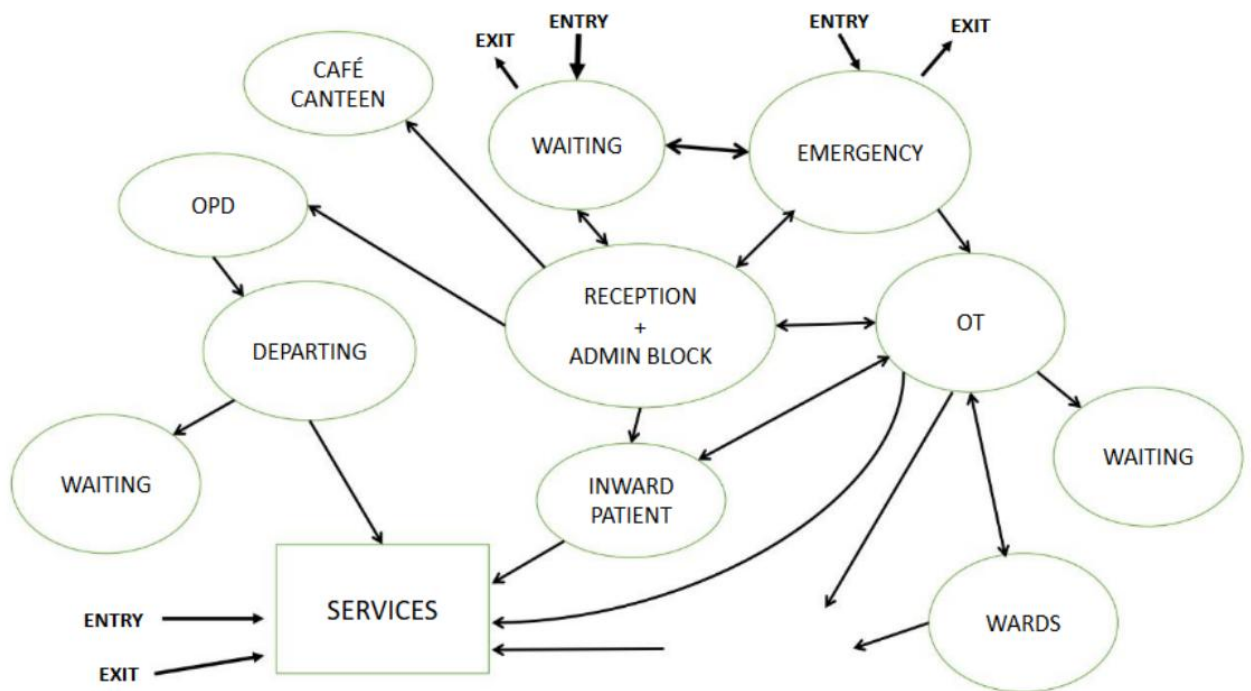 ENTRY
EXIT
ENTRY
EXIT
CAFÉ
CANTEEN
WAITING
EMERGENCY
OPD
RECEPTION
+
ADMIN BLOCK
OT
DEPARTING
WAITING
INWARD
PATIENT
WAITING
SERVICES
ENTRY
EXIT
WARDS